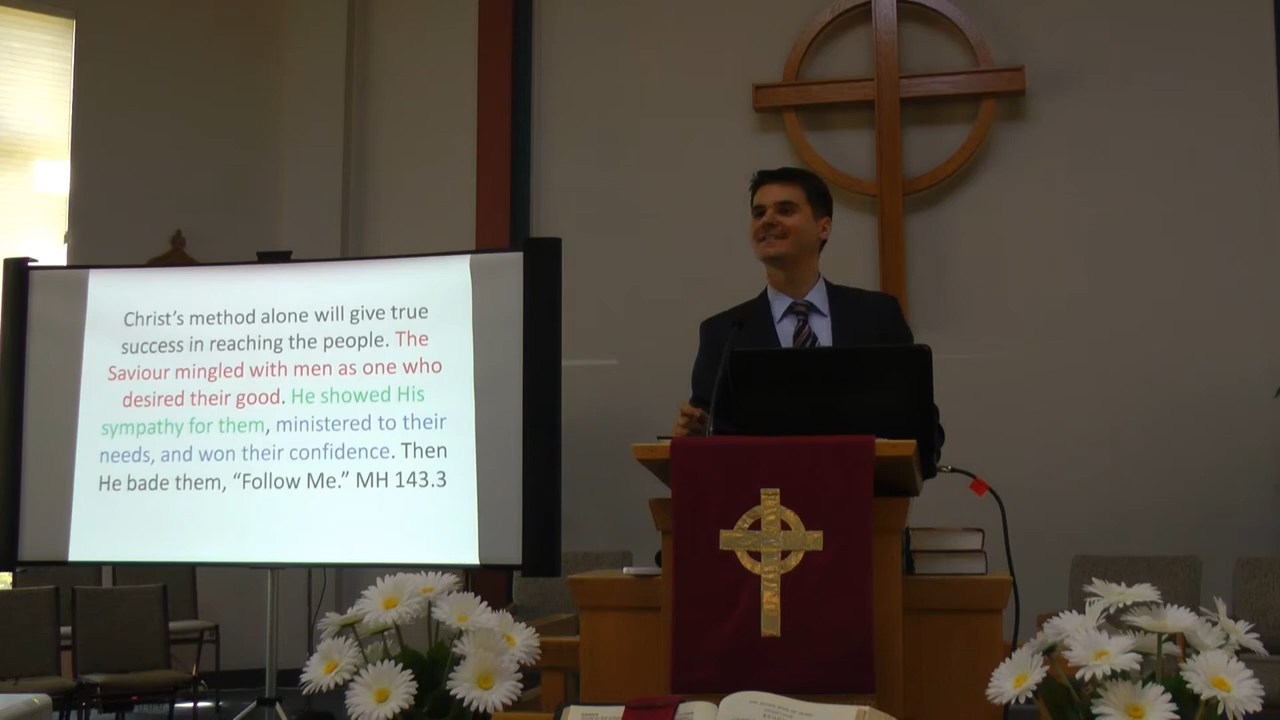 Christ’s method alone will give true
success in reaching the people. The
Saviour mingled with men as one who
desired their good. He showed His
sympathy for them, ministered to their
needs, and won their confidence. Then
He bade them, “Follow Me.” MH 143.3